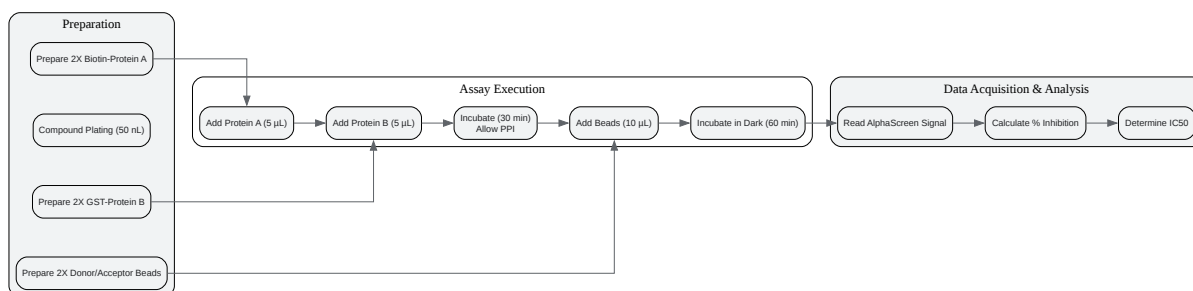 Preparation
Prepare 2X Biotin-Protein A
Compound Plating (50 nL)
Prepare 2X GST-Protein B
Prepare 2X Donor/Acceptor Beads
Assay Execution
Add Protein A (5 µL)
Add Protein B (5 µL)
Incubate (30 min)
Allow PPI
Add Beads (10 µL)
Incubate in Dark (60 min)
Data Acquisition & Analysis
Read AlphaScreen Signal
Calculate % Inhibition
Determine IC50